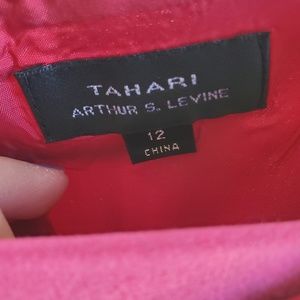 TAHARI
ARTHUR S. LEVINE
12
CHINA